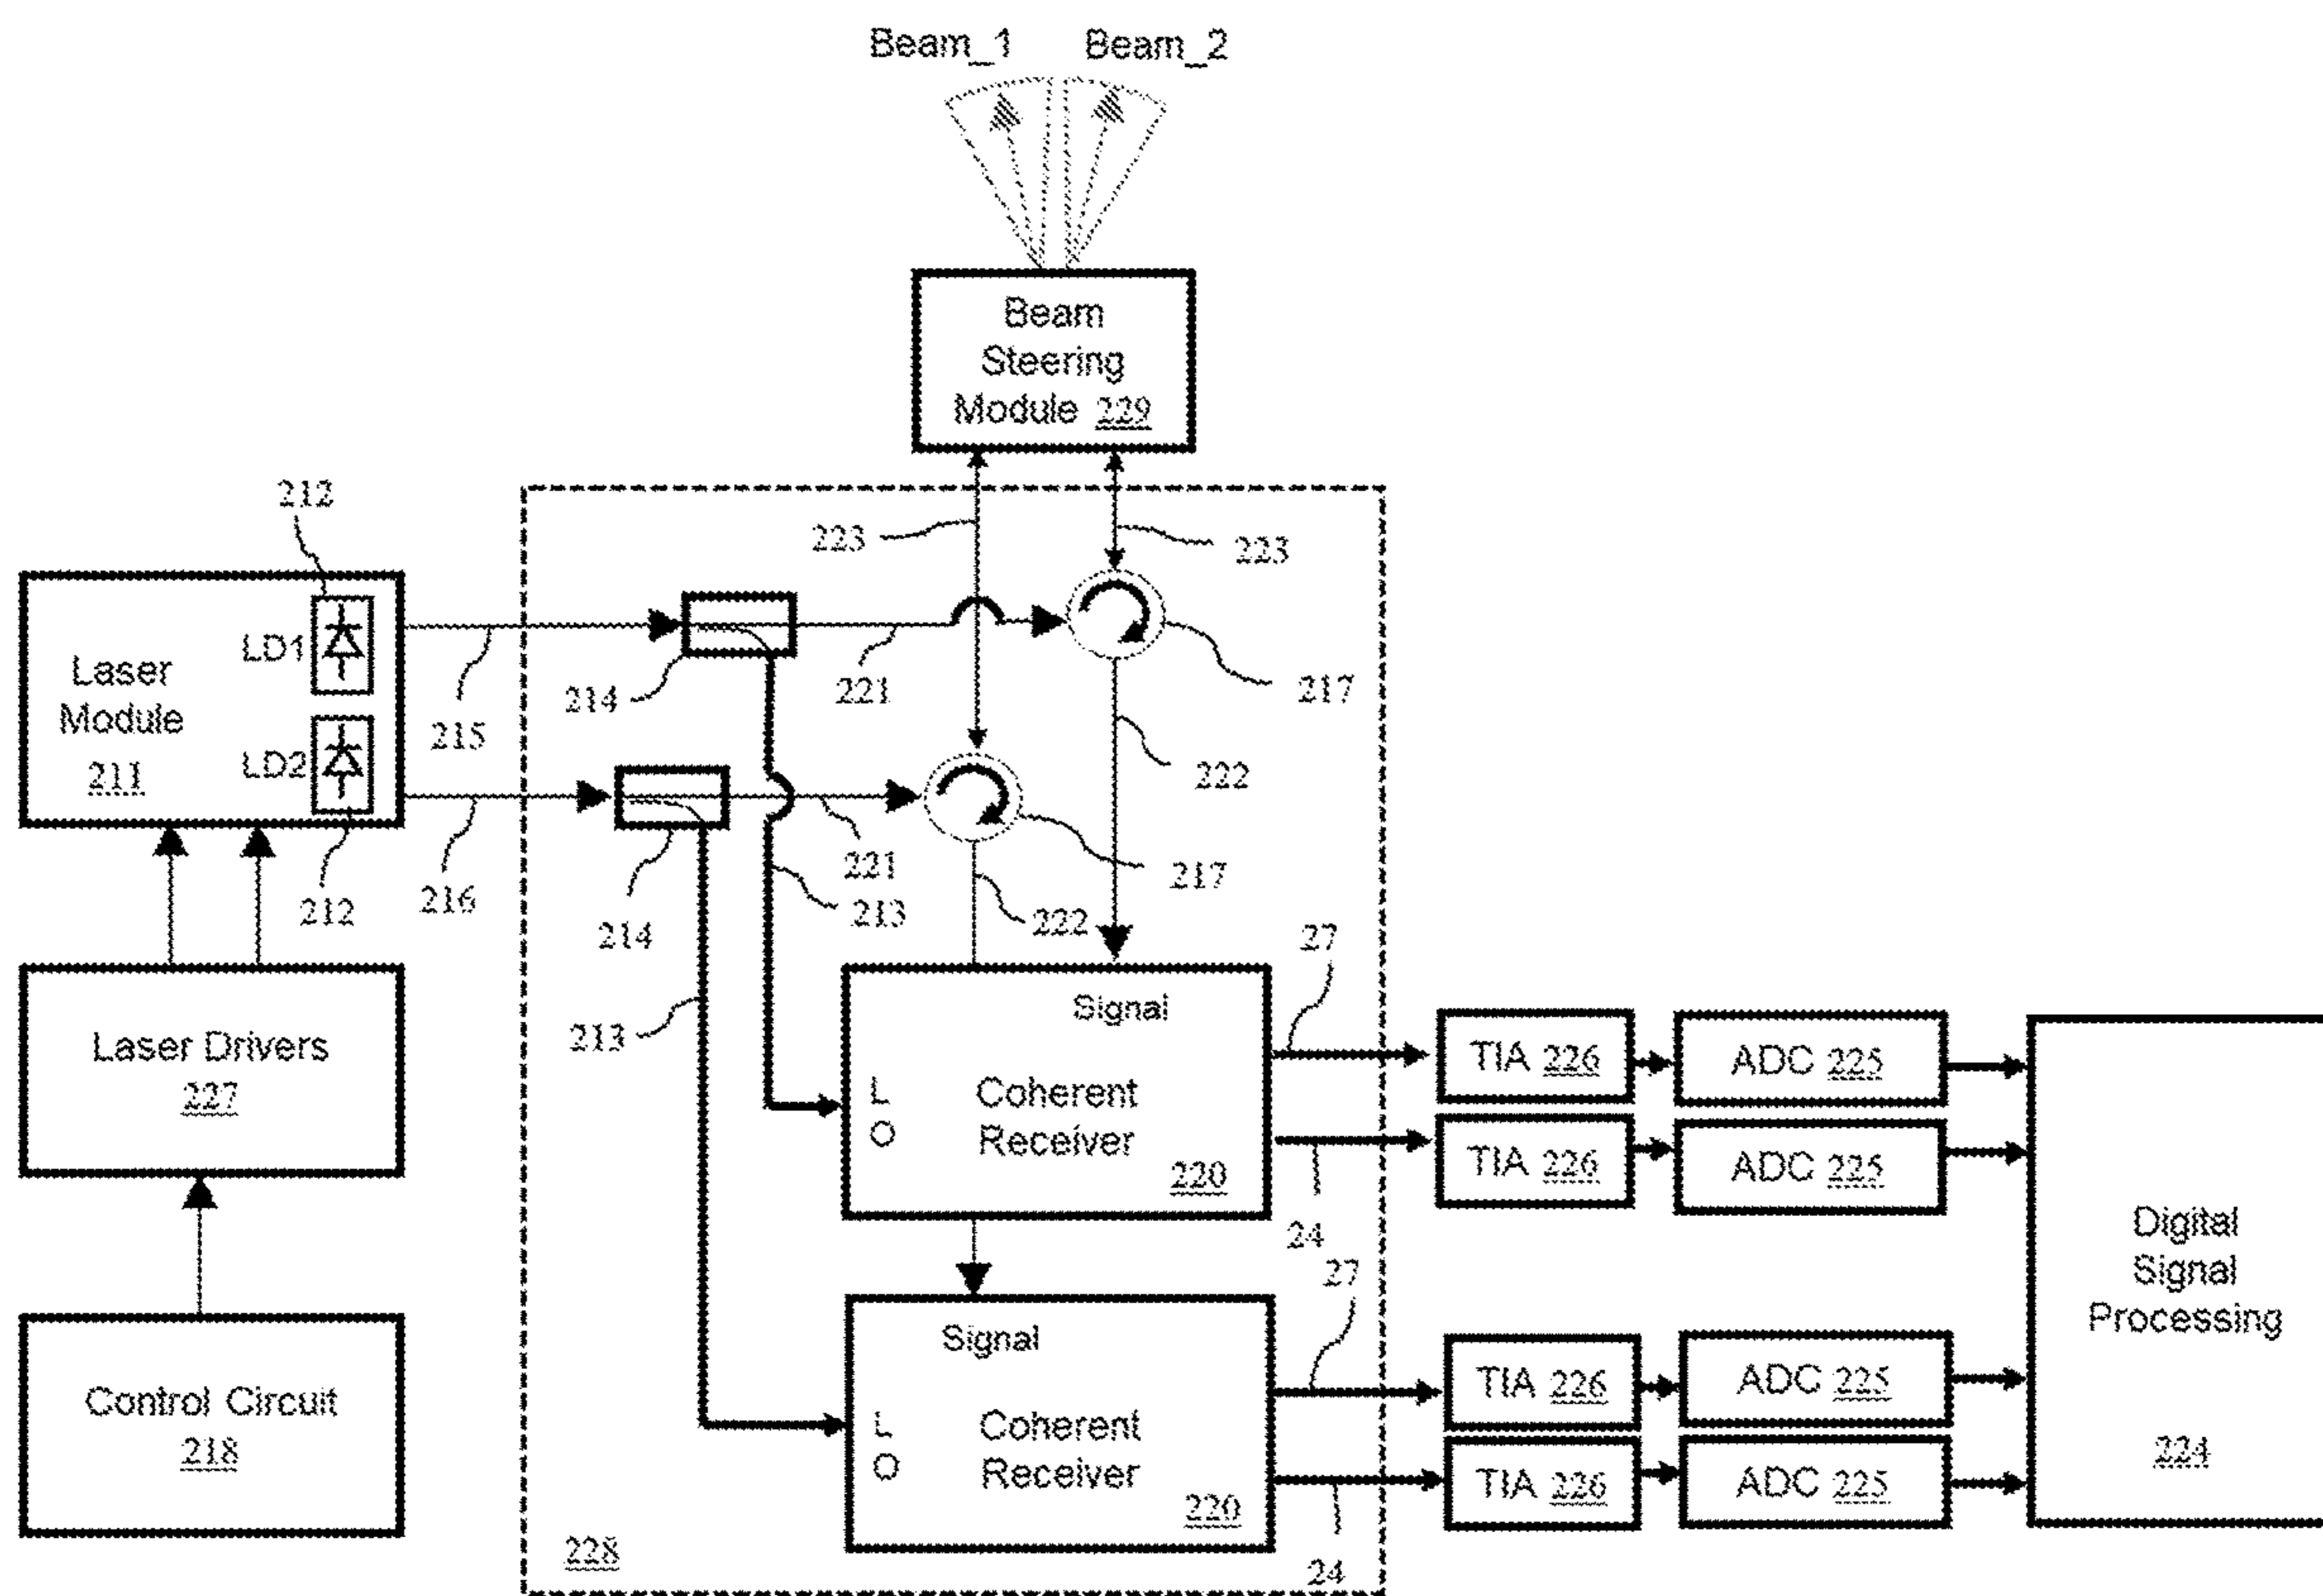 Beam_1 Beam_2
Beam
Steering
Module 229
212
223
223
LD1
Laser
Module
211
LD2
214
221
217
215
222
212
216
221
217
214
213
222
213
27
Signal
Laser Drivers
227
L
O
Coherent
Receiver
220
TIA 226
ADC 225
TIA 226
ADC 225
24
27
Digital
Signal
Processing
224
Control Circuit
218
Signal
L
O
Coherent
Receiver
220
TIA 226
ADC 225
TIA 226
ADC 225
24
228